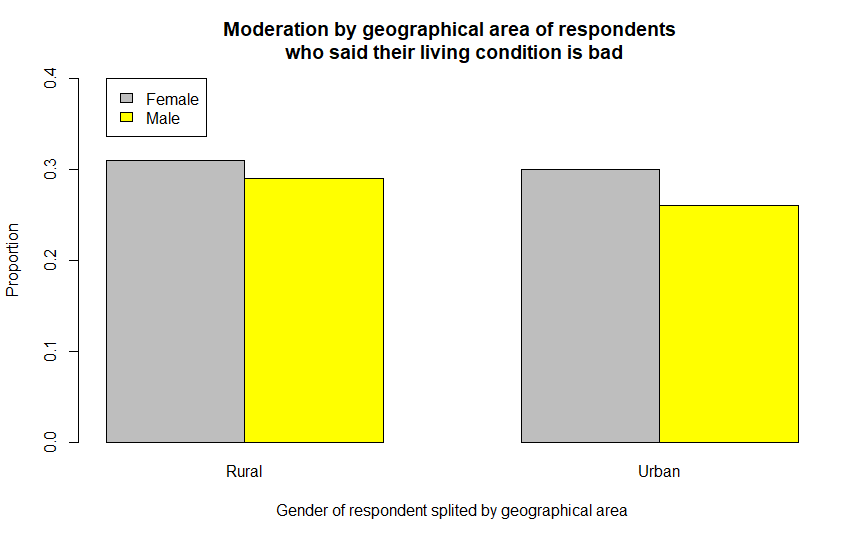 Moderation by geographical area of respondents
who said their living condition is bad
0.4
0.3
0.2
0.1
0.0
Proportion
Female
Male
Rural
Urban
Gender of respondent splited by geographical area